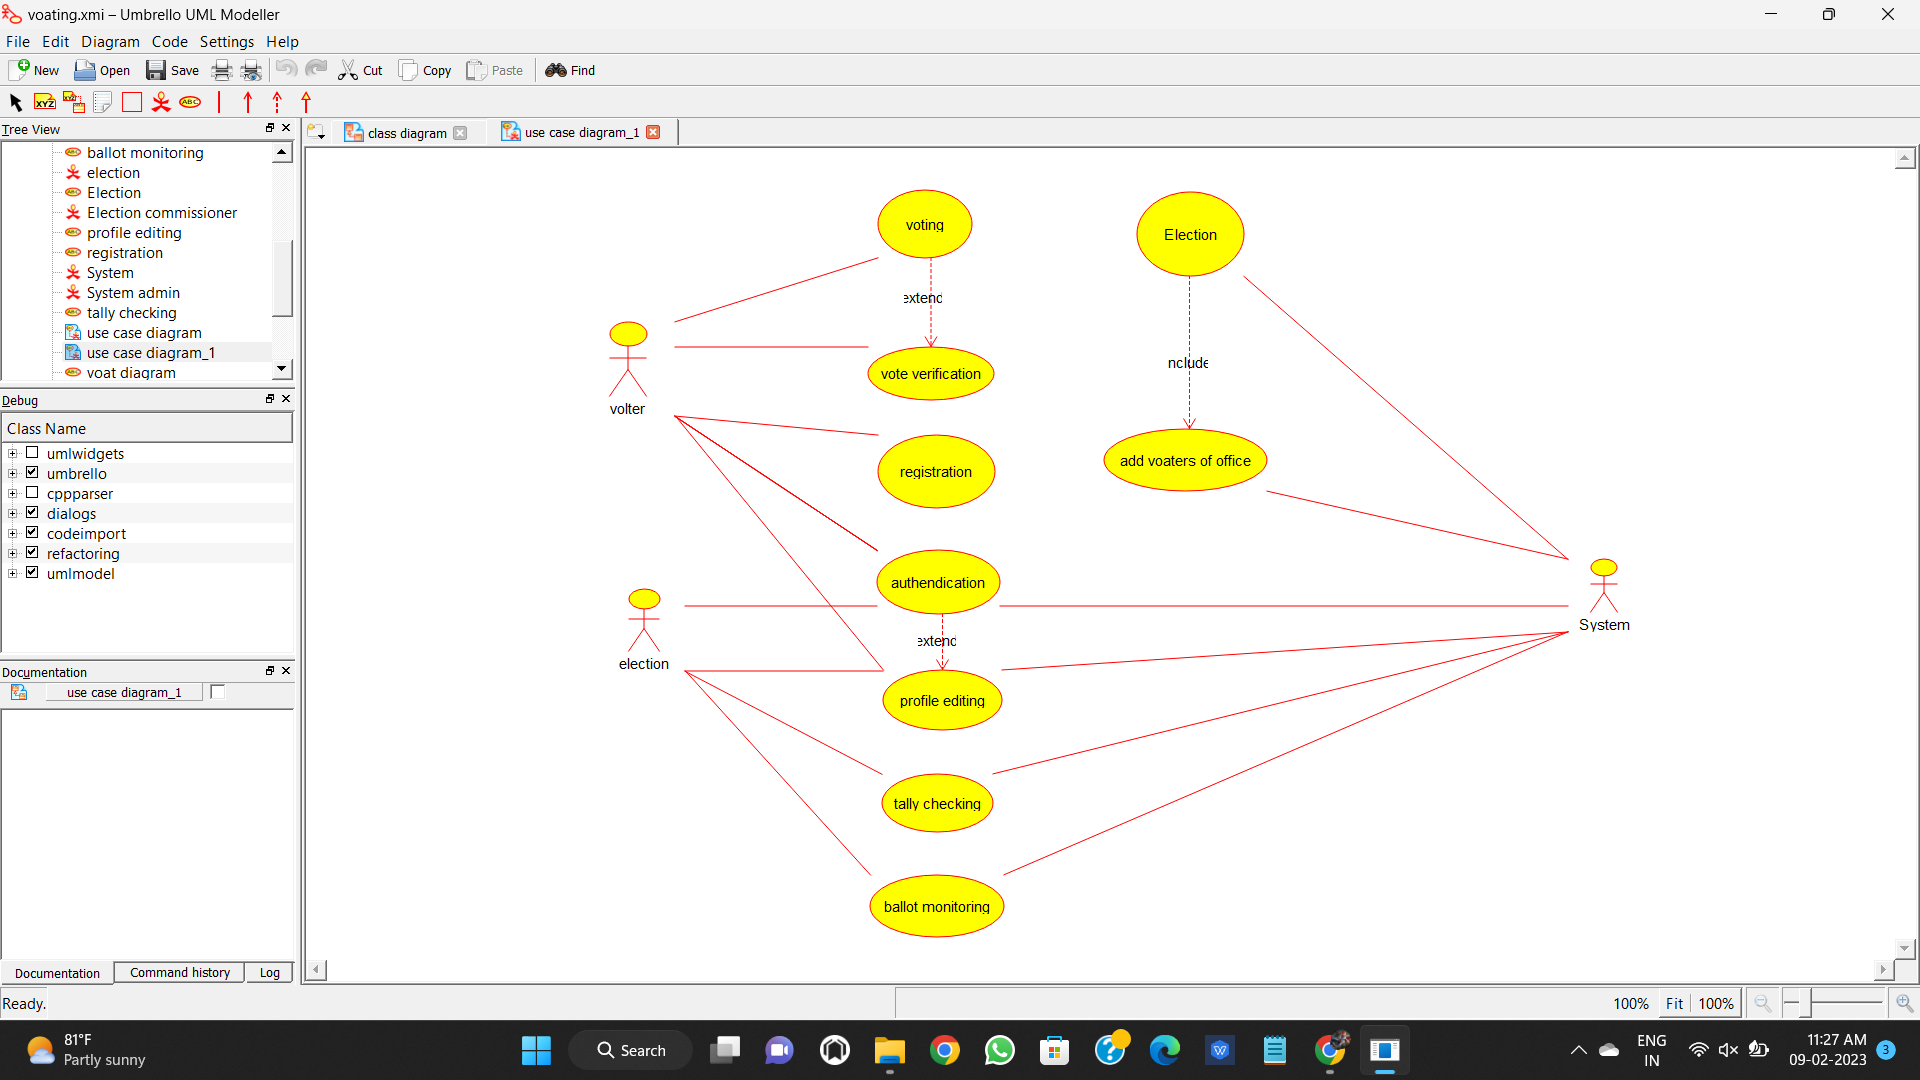 voating.xmi – Umbrello UML Modeller
File Edit Diagram Code Settings Help
New Open Save Cut Copy Paste Find
XYZ ABC
Tree View
class diagram
use case diagram_1
ballot monitoring
election
Election
Election commissioner
profile editing
registration
System
System admin
tally checking
use case diagram
use case diagram_1
voat diagram
Debug
Class Name
umlwidgets
umbrello
cppparser
dialogs
codeimport
refactoring
umlmodel
Documentation
use case diagram_1
Documentation Command history Log
voting
Election
extend
nclude
vote verification
volter
add voaters of office
registration
authendication
System
extend
election
profile editing
tally checking
ballot monitoring
Ready.
100% Fit 100%
81°F
Partly sunny
Search
ENG
IN
11:27 AM
09-02-2023
3